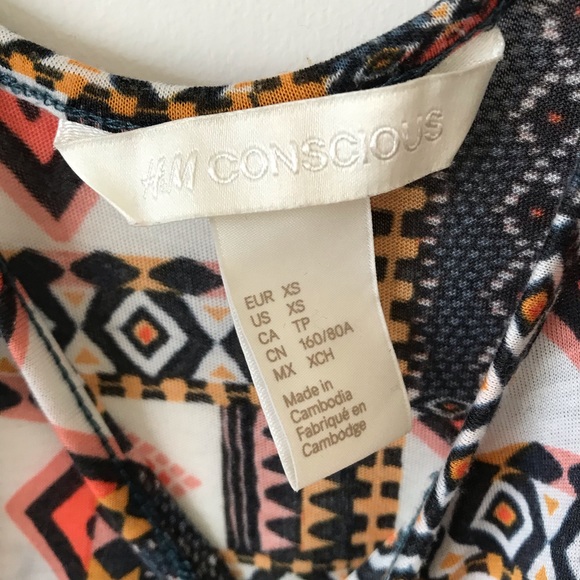 H&M CONSCIOUS
EUR XS
US XS
CA TP
CN 160/80A
MX XCH
Made in
Cambodia
Fabriqué en
Cambodge